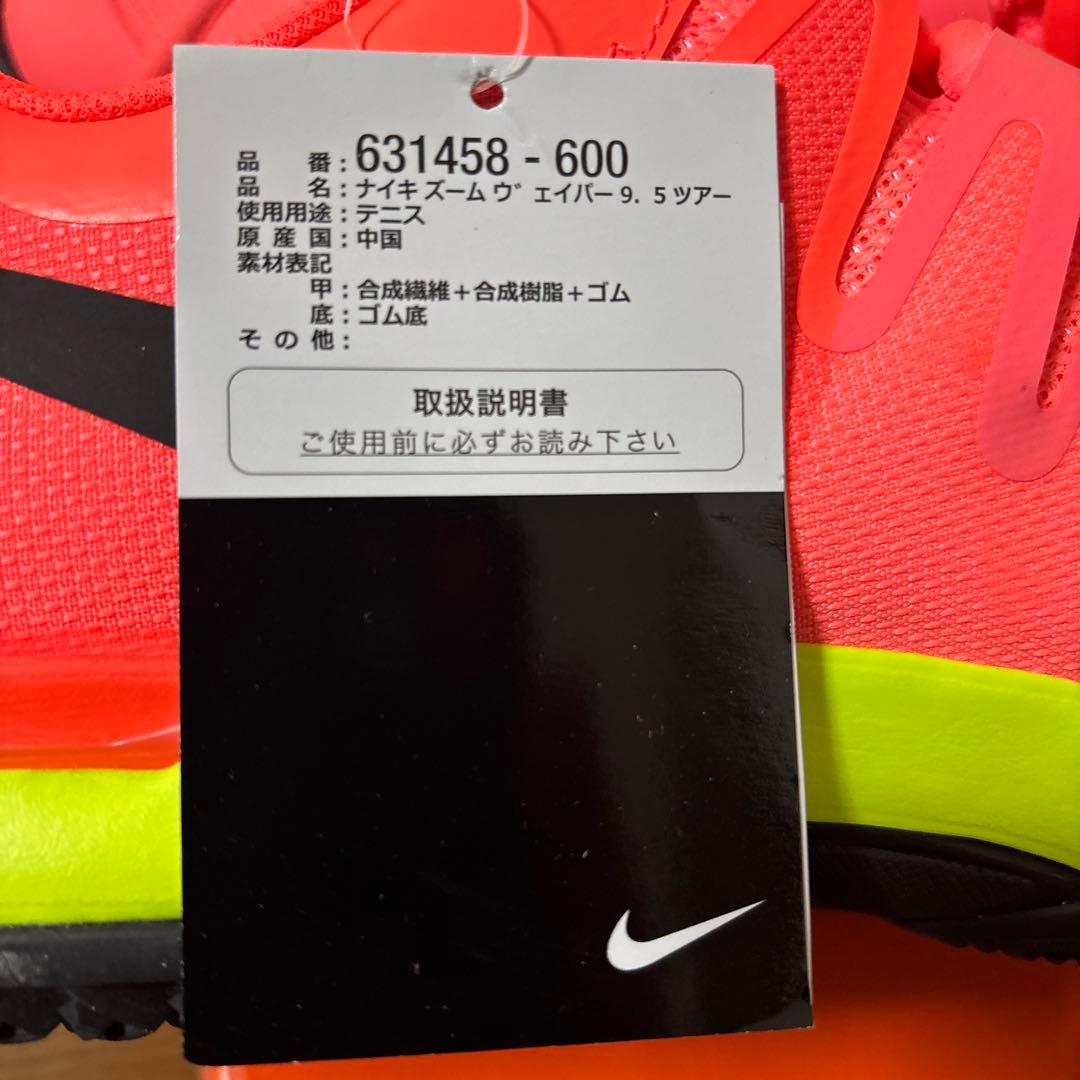 品 番：631458 - 600
品 名：ナイキ ズーム ヴェイパー 9．5 ツアー
使用用途：テニス
原産国：中国
素材表記
甲：合成繊維＋合成樹脂＋ゴム
底：ゴム底
その他：
取扱説明書
ご使用前に必ずお読み下さい